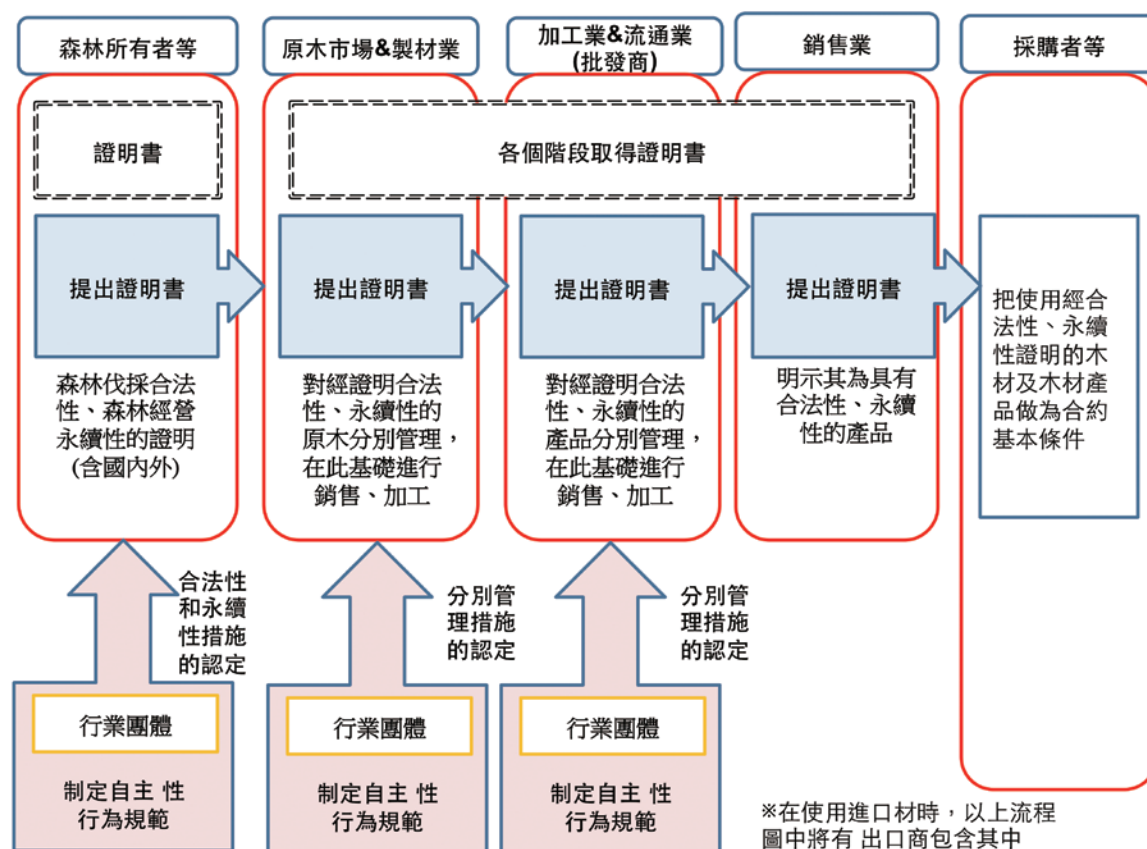 森林所有者等
原木市場&製材業
加工業&流通業
(批發商)
銷售業
採購者等
證明書
各個階段取得證明書
提出證明書
提出證明書
提出證明書
提出證明書
森林伐採合法
性、森林經營
永續性的證明
(含國內外)
對經證明合法
性、永續性的
原木分別管理，
在此基礎進行
銷售、加工
對經證明合法
性、永續性的
產品分別管理，
在此基礎進行
銷售、加工
明示其為具有
合法性、永續
性的產品
把使用經合
法性、永續
性證明的木
材及木材產
品做為合約
基本條件
合法性
和永續
性措施
的認定
分別管
理措施
的認定
分別管
理措施
的認定
行業團體
行業團體
行業團體
制定自主 性
行為規範
制定自主 性
行為規範
制定自主 性
行為規範
※在使用進口材時，以上流程
圖中將有 出口商包含其中